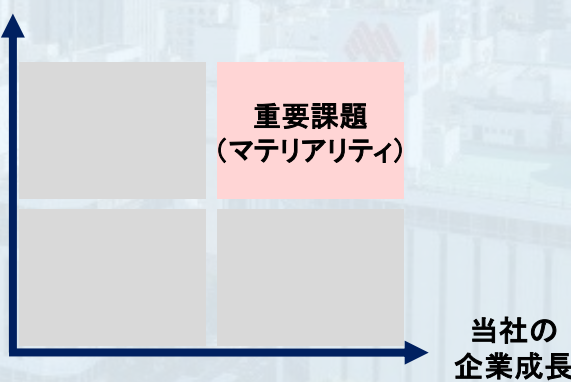 重要課題
（マテリアリティ）
当社の
企業成長